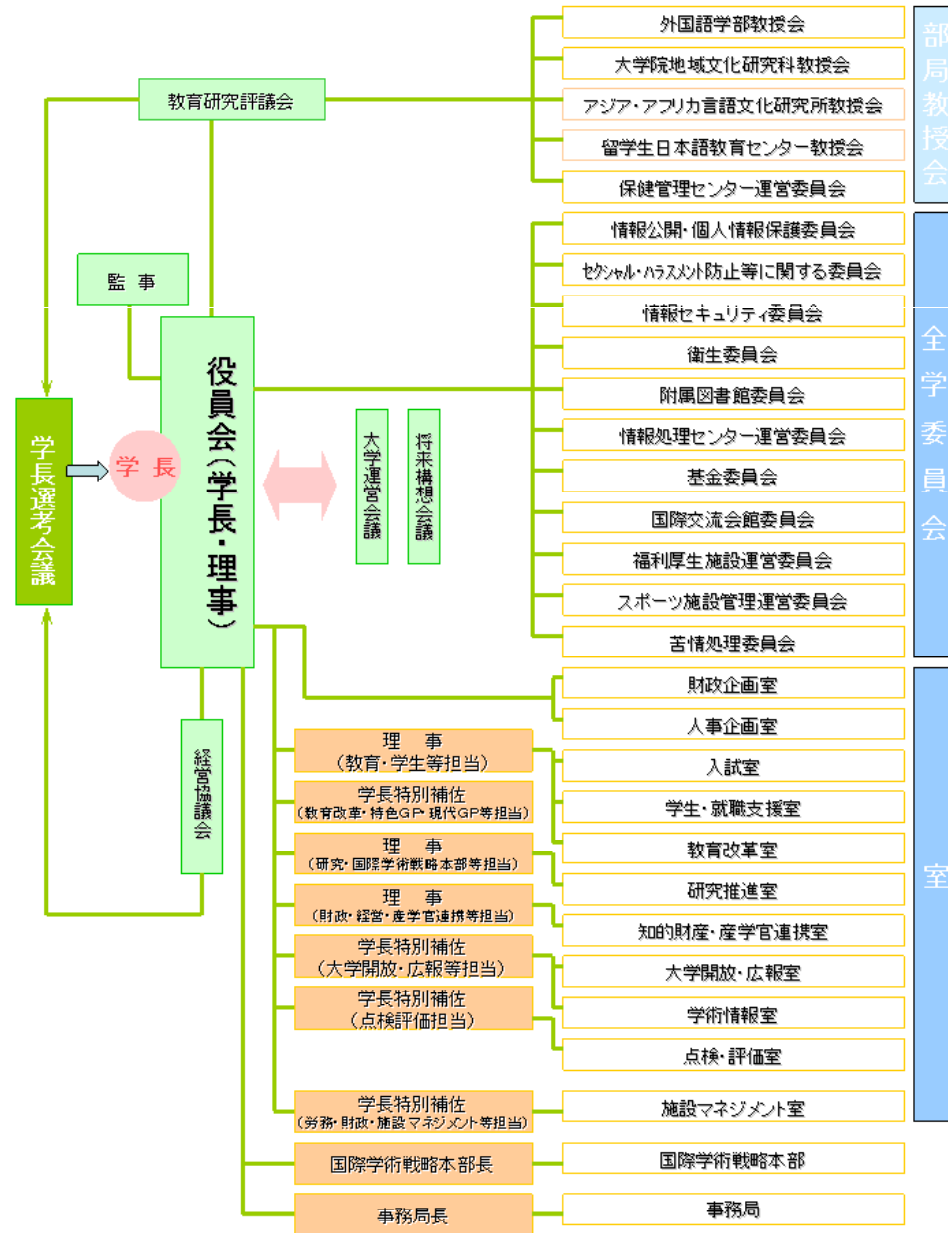 外国語学部教授会
大学院地域文化研究科教授会
アジア・アフリカ言語文化研究所教授会
留学生日本語教育センター教授会
保健管理センター運営委員会
部局教授会
教育研究評議会
監 事
情報公開・個人情報保護委員会
セクシャル・ハラスメント防止等に関する委員会
情報セキュリティ委員会
衛生委員会
附属図書館委員会
情報処理センター運営委員会
基金委員会
国際交流会館委員会
福利厚生施設運営委員会
スポーツ施設管理運営委員会
苦情処理委員会
全学委員会
学長選考会議
学 長
役員会(学長・理事)
大学運営会議
将来構想会議
経営協議会
財政企画室
人事企画室
入試室
学生・就職支援室
教育改革室
研究推進室
知的財産・産学官連携室
大学開放・広報室
学術情報室
点検・評価室
施設マネジメント室
室
理 事
(教育・学生等担当)
学長特別補佐
(教育改革・特色GP・現代GP等担当)
理 事
(研究・国際学術戦略本部等担当)
理 事
(財政・経営・産学官連携等担当)
学長特別補佐
(大学開放・広報等担当)
学長特別補佐
(点検評価担当)
学長特別補佐
(労務・財政・施設マネジメント等担当)
国際学術戦略本部長
国際学術戦略本部
事務局長
事務局